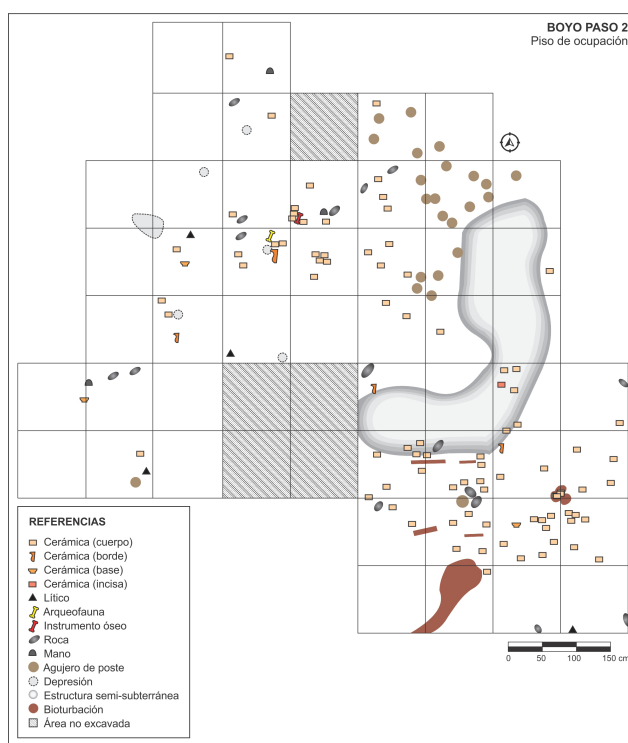 BOYO PASO 2
Piso de ocupación
REFERENCIAS
Cerámica (cuerpo)
Cerámica (borde)
Cerámica (base)
Cerámica (incisa)
Lítico
Arqueofauna
Instrumento óseo
Roca
Mano
Agujero de poste
Depresión
Estructura semi-subterránea
Bioturbación
Área no excavada
0 50 100 150 cm